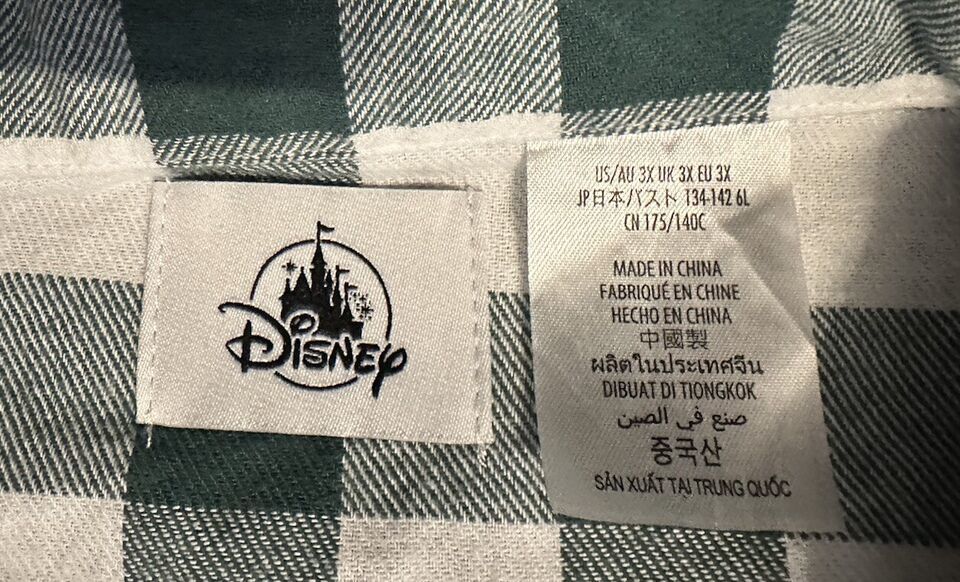 Disney
US/AU 3X UK 3X EU 3X
JP日本バスト 134-142 6L
CN 175/140C
MADE IN CHINA
FABRIQUÉ EN CHINE
HECHO EN CHINA
中國製
ผลิตในประเทศจีน
DIBUAT DI TIONGKOK
صنع في الصين
중국산
SẢN XUẤT TẠI TRUNG QUỐC